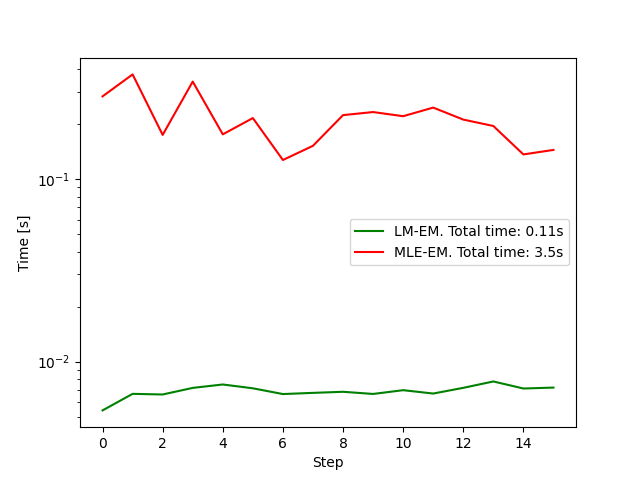 10⁻¹
10⁻²
Time [s]
LM-EM. Total time: 0.11s
MLE-EM. Total time: 3.5s
0 2 4 6 8 10 12 14
Step